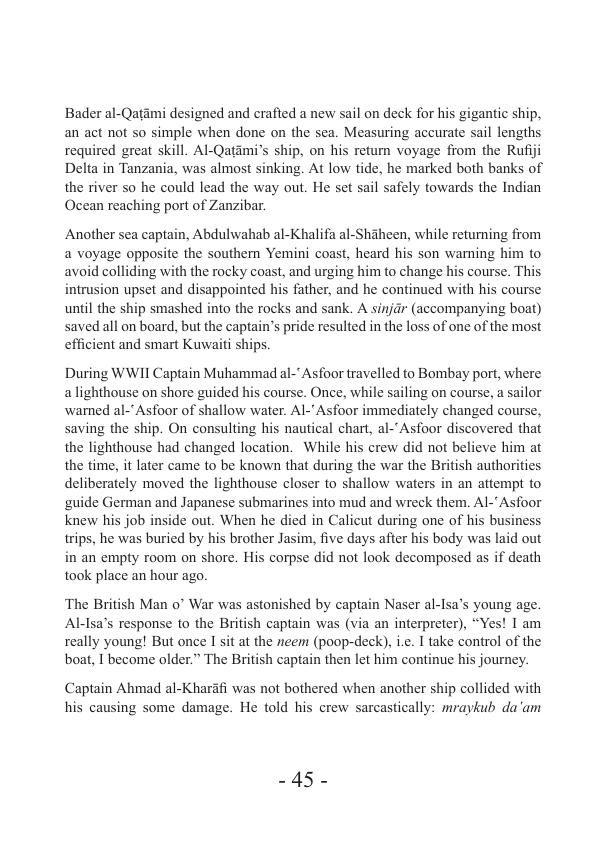 Bader al-Qaṭāmi designed and crafted a new sail on deck for his gigantic ship,
an act not so simple when done on the sea. Measuring accurate sail lengths
required great skill. Al-Qaṭāmi’s ship, on his return voyage from the Rufiji
Delta in Tanzania, was almost sinking. At low tide, he marked both banks of
the river so he could lead the way out. He set sail safely towards the Indian
Ocean reaching port of Zanzibar.
Another sea captain, Abdulwahab al-Khalifa al-Shāheen, while returning from
a voyage opposite the southern Yemini coast, heard his son warning him to
avoid colliding with the rocky coast, and urging him to change his course. This
intrusion upset and disappointed his father, and he continued with his course
until the ship smashed into the rocks and sank. A sinjār (accompanying boat)
saved all on board, but the captain’s pride resulted in the loss of one of the most
efficient and smart Kuwaiti ships.
During WWII Captain Muhammad al-‛Asfoor travelled to Bombay port, where
a lighthouse on shore guided his course. Once, while sailing on course, a sailor
warned al-‛Asfoor of shallow water. Al-‛Asfoor immediately changed course,
saving the ship. On consulting his nautical chart, al-‛Asfoor discovered that
the lighthouse had changed location.  While his crew did not believe him at
the time, it later came to be known that during the war the British authorities
deliberately moved the lighthouse closer to shallow waters in an attempt to
guide German and Japanese submarines into mud and wreck them. Al-‛Asfoor
knew his job inside out. When he died in Calicut during one of his business
trips, he was buried by his brother Jasim, five days after his body was laid out
in an empty room on shore. His corpse did not look decomposed as if death
took place an hour ago.
The British Man o’ War was astonished by captain Naser al-Isa’s young age.
Al-Isa’s response to the British captain was (via an interpreter), “Yes! I am
really young! But once I sit at the neem (poop-deck), i.e. I take control of the
boat, I become older.” The British captain then let him continue his journey.
Captain Ahmad al-Kharāfi was not bothered when another ship collided with
his causing some damage. He told his crew sarcastically: mraykub da‛am
- 45 -